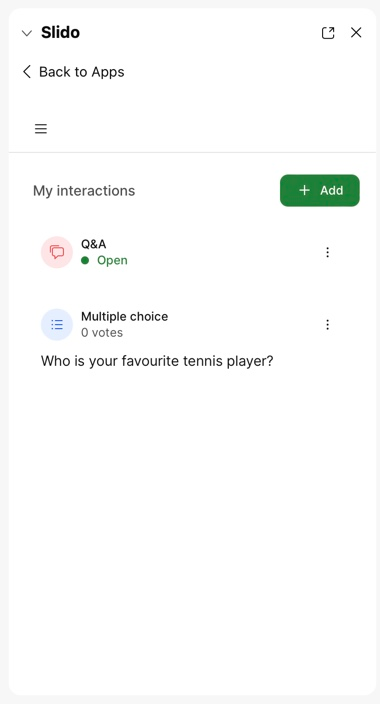 Slido
Back to Apps
My interactions
Add
Q&A
Open
Multiple choice
0 votes
Who is your favourite tennis player?